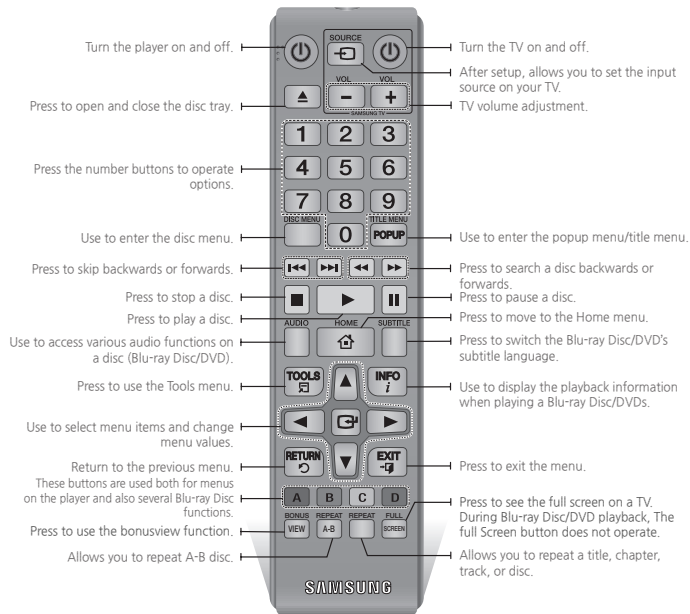 Turn the player on and off.
Press to open and close the disc tray.
Press the number buttons to operate
options.
Use to enter the disc menu.
Press to skip backwards or forwards.
Press to stop a disc.
Press to play a disc.
Use to access various audio functions on
a disc (Blu-ray Disc/DVD).
Press to use the Tools menu.
Use to select menu items and change
menu values.
Return to the previous menu.
These buttons are used both for menus
on the player and also several Blu-ray Disc
functions.
Press to use the bonusview function.
Allows you to repeat A-B disc.
SOURCE
VOL VOL
SAMSUNG TV
1 2 3
4 5 6
7 8 9
DISC MENU TITLE MENU
0 POPUP
AUDIO HOME SUBTITLE
TOOLS INFO
i
RETURN EXIT
A B C D
BONUS REPEAT REPEAT FULL
VIEW A-B SCREEN
SAMSUNG
Turn the TV on and off.
After setup, allows you to set the input
source on your TV.
TV volume adjustment.
Use to enter the popup menu/title menu.
Press to search a disc backwards or
forwards.
Press to pause a disc.
Press to move to the Home menu.
Press to switch the Blu-ray Disc/DVD's
subtitle language.
Use to display the playback information
when playing a Blu-ray Disc/DVDs.
Press to exit the menu.
Press to see the full screen on a TV.
During Blu-ray Disc/DVD playback, The
full Screen button does not operate.
Allows you to repeat a title, chapter,
track, or disc.